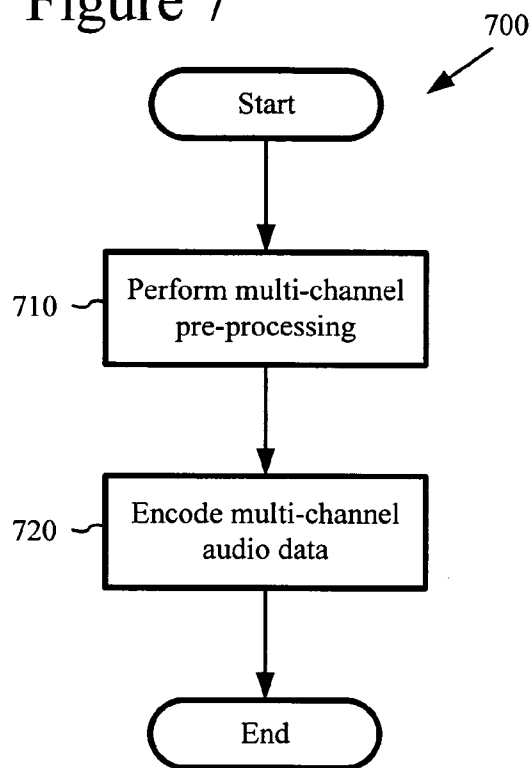 Figure 7
700
Start
710
Perform multi-channel
pre-processing
720
Encode multi-channel
audio data
End